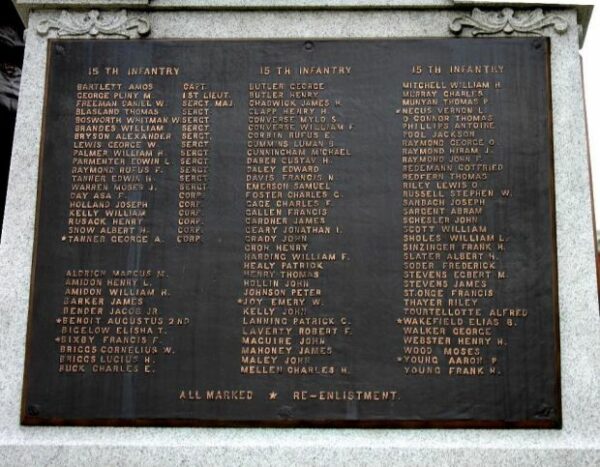 15 TH INFANTRY
BARTLETT AMOS CAPT.
GEORGE PLINY M. 1ST LIEUT.
FREEMAN DANIEL W. SERGT. MAJ.
BLASLAND THOMAS SERGT.
BOSWORTH WHITMAN W SERGT.
BRANDES WILLIAM SERGT.
BRYSON ALEXANDER SERGT.
LEWIS GEORGE W. SERGT.
PALMER WILLIAM H. SERGT.
PARMENTER EDWIN L. SERGT.
RAYMOND RUFUS F. SERGT.
TANNER EDWIN H. SERGT.
WARREN MOSES J. SERGT.
DAY ASA F. CORP.
HOLLAND JOSEPH CORP.
KELLY WILLIAM CORP.
RUSACK HENRY CORP.
SNOW ALBERT H. CORP.
★TANNER GEORGE A. CORP.
ALDRICH MARCUS M.
AMIDON HENRY L.
AMIDON WILLIAM H.
BARKER JAMES
BENDER JACOB JR
★BENOIT AUGUSTUS 2ND
BIGELOW ELISHA T.
★BIXBY FRANCIS F.
BRIGGS CORNELIUS W.
BRIGGS LUCIUS H.
BUCK CHARLES E.
15 TH INFANTRY
BUTLER GEORGE
BUTLER HENRY
CHADWICK JAMES H.
CLAPP HENRY H.
CONVERSE MYLO S.
CONVERSE WILLIAM F.
CORBIN RUFUS E.
CUMMINS LUMAN S.
CUNNINGHAM MICHAEL
DABER GUSTAV H.
DALEY EDWARD
DAVIS FRANCIS N.
EMERSON SAMUEL
FOSTER CHARLES G.
GAGE CHARLES F.
GALLEN FRANCIS
GARDNER JAMES
GEARY JONATHAN I.
GRADY JOHN
GROH HENRY
HARDING WILLIAM F.
HEALY PATRICK
HENRY THOMAS
HOLLIN JOHN
JOHNSON PETER
★JOY EMERY W.
KELLY JOHN
LANNING PATRICK G.
LAVERTY ROBERT F.
MAGUIRE JOHN
MAHONEY JAMES
MALEY JOHN
MELLEN CHARLES H.
15 TH INFANTRY
MITCHELL WILLIAM H.
MURRAY CHARLES
MUNYAN THOMAS P.
★NEGUS VERNON L.
O CONNOR THOMAS
PHILLIPS ANTOINE
POOL JACKSON
RAYMOND GEORGE O.
RAYMOND HIRAM J.
RAYMOND JOHN F.
REDEMANN GOTFRIED
REDFERN THOMAS
RILEY LEWIS O.
RUSSELL STEPHEN W.
SANBACH JOSEPH
SARGENT ABRAM
SCHESLER JOHN
SCOTT WILLIAM
SHOLES WILLIAM L.
SINZINGER FRANK H.
SLATER ALBERT H.
SODER FREDERICK
STEVENS EGBERT M.
STEVENS JAMES
ST.ONGE FRANCIS
THAYER RILEY
TOURTELLOTTE ALFRED
★WAKEFIELD ELIAS B.
WALKER GEORGE
WEBSTER HENRY H.
WOOD MOSES
★YOUNG AARON P.
YOUNG FRANK H.
ALL MARKED ★ RE-ENLISTMENT.